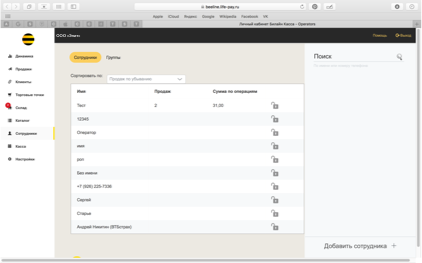 beeline.life-pay.ru
Apple iCloud Яндекс Google Wikipedia Facebook VK
Личный кабинет Билайн Касса - Operators
ООО «Элит»
Помощь Выход
Динамика
Продажи
Клиенты
Торговые точки
Склад
Каталог
Сотрудники
Касса
Настройки
Сотрудники Группы
Сортировать по: Продажи по убыванию
Имя Продаж Сумма по операциям
Тест 2 31.00
12345
Оператор
имя
рол
Без имени
+7 (926) 225-7336
Сергей
Старье
Андрей Никитин (ВТБстрах)
Поиск
Добавить сотрудника +